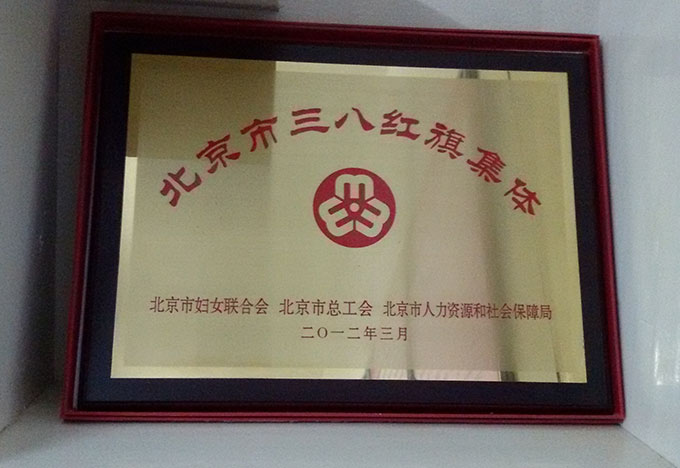 北京市三八红旗集体
北京市妇女联合会 北京市总工会 北京市人力资源和社会保障局
二〇一二年三月